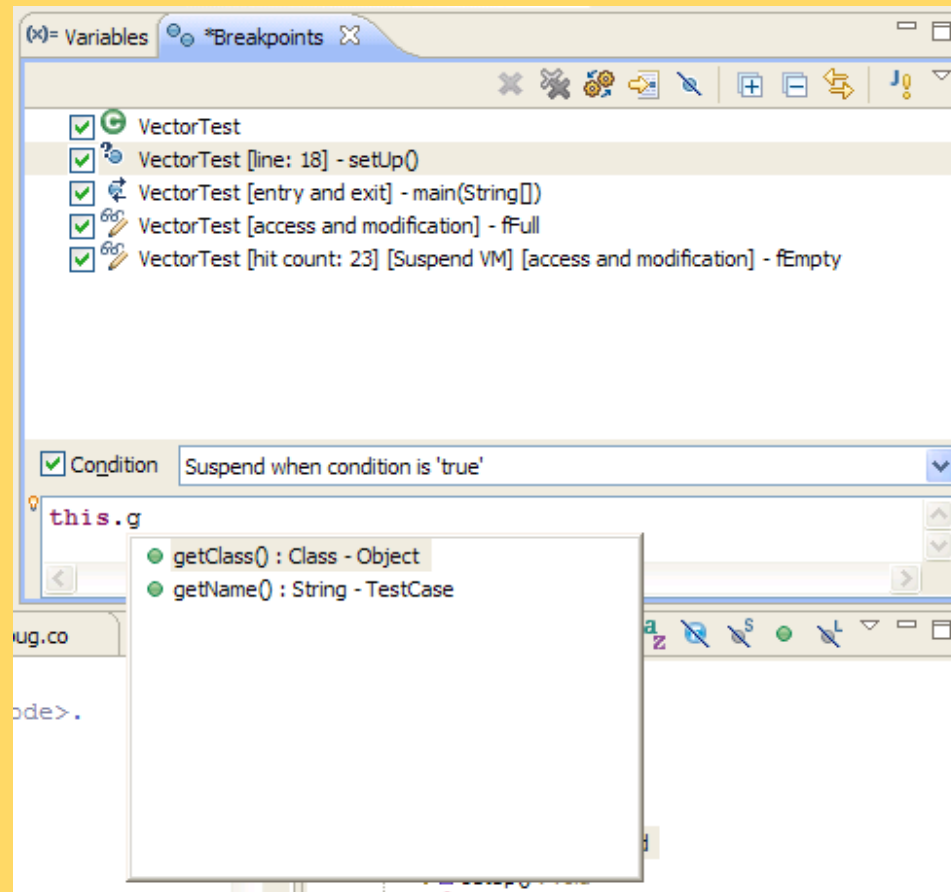 (x)= Variables *Breakpoints
VectorTest
VectorTest [line: 18] - setUp()
VectorTest [entry and exit] - main(String[])
VectorTest [access and modification] - fFull
VectorTest [hit count: 23] [Suspend VM] [access and modification] - fEmpty
Condition Suspend when condition is 'true'
this.g
getClass() : Class - Object
getName() : String - TestCase
ug.co
ode>.